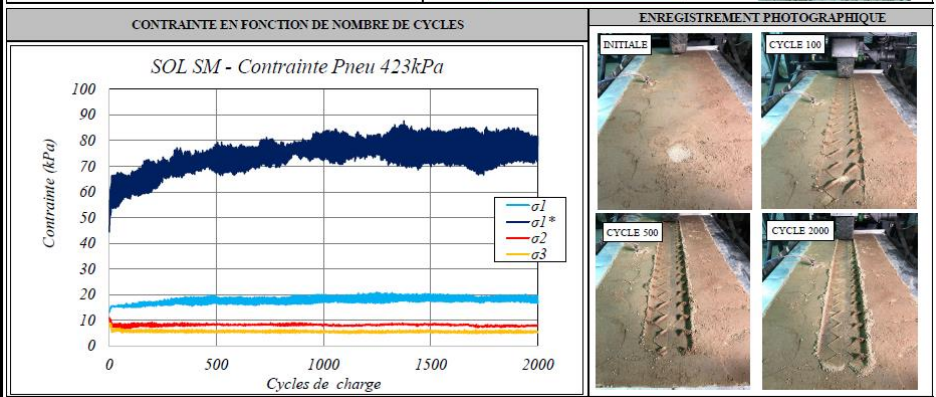 CONTRAINTE EN FONCTION DE NOMBRE DE CYCLES
SOL SM - Contrainte Pneu 423kPa
Contrainte (kPa)
100
90
80
70
60
50
40
30
20
10
0
0 500 1000 1500 2000
Cycles de charge
σ1
σ1*
σ2
σ3
ENREGISTREMENT PHOTOGRAPHIQUE
INITIALE
CYCLE 100
CYCLE 500
CYCLE 2000